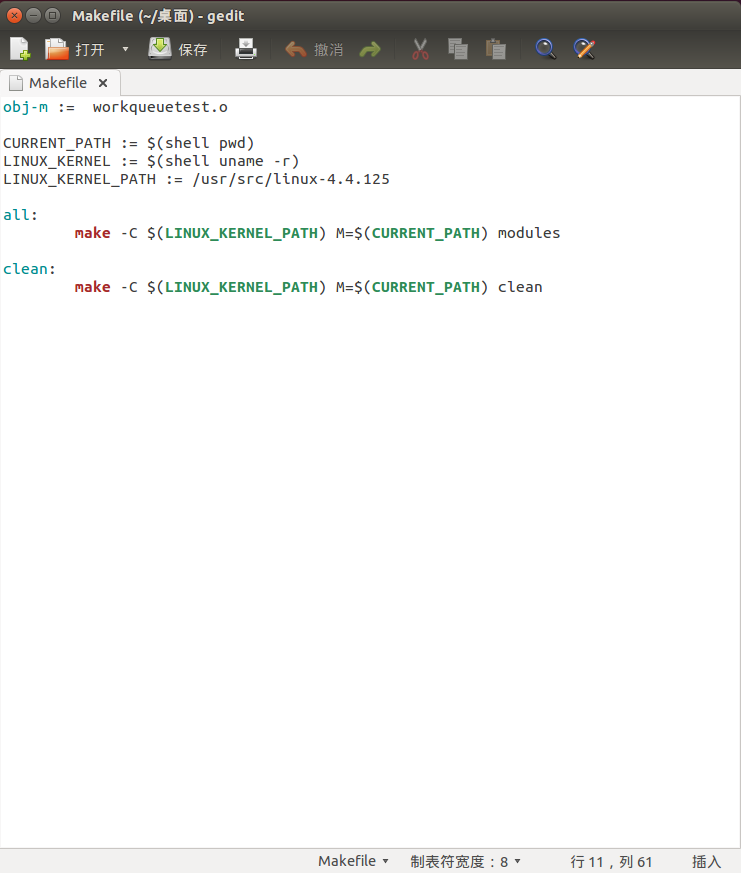 Makefile (~/桌面) - gedit
打开 保存 撤消
Makefile
obj-m :=  workqueuetest.o
CURRENT_PATH := $(shell pwd)
LINUX_KERNEL := $(shell uname -r)
LINUX_KERNEL_PATH := /usr/src/linux-4.4.125
all:
        make -C $(LINUX_KERNEL_PATH) M=$(CURRENT_PATH) modules
clean:
        make -C $(LINUX_KERNEL_PATH) M=$(CURRENT_PATH) clean
Makefile 制表符宽度：8 行 11，列 61 插入